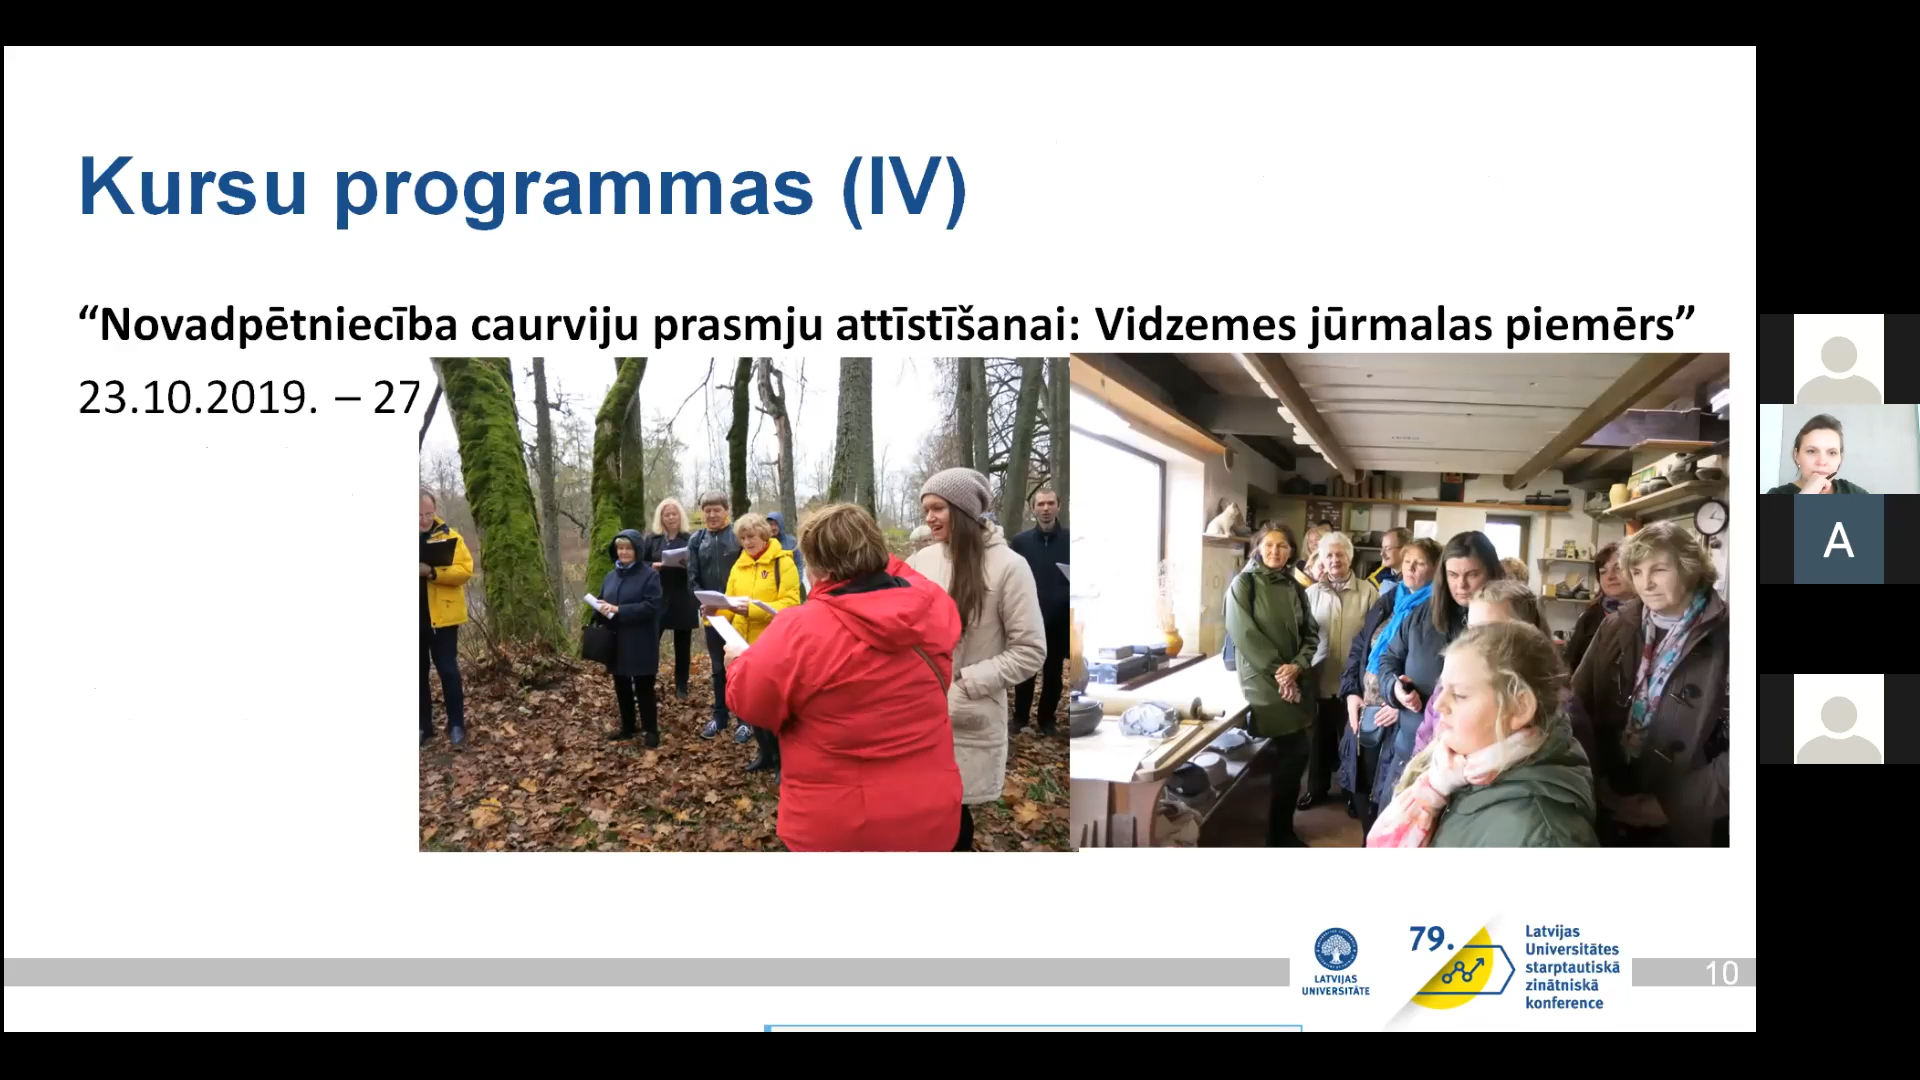 Kursu programmas (IV)
“Novadpētniecība caurviju prasmju attīstīšanai: Vidzemes jūrmalas piemērs”
23.10.2019. – 27
A
LATVIJAS
UNIVERSITĀTE
79.
Latvijas
Universitātes
starptautiskā
zinātniskā
konference
10